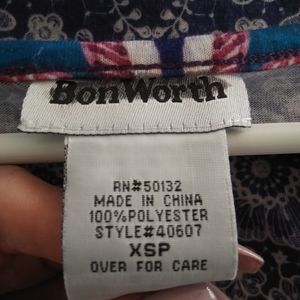 BonWorth
RN#50132
MADE IN CHINA
100%POLYESTER
STYLE#40607
XSP
OVER FOR CARE